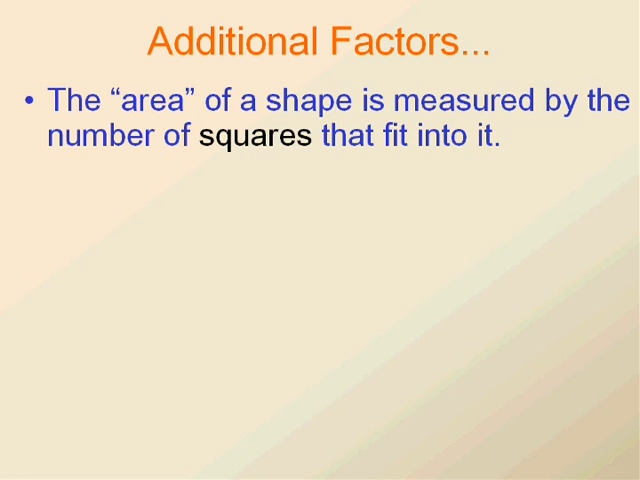 Additional Factors...
• The “area” of a shape is measured by the
number of squares that fit into it.